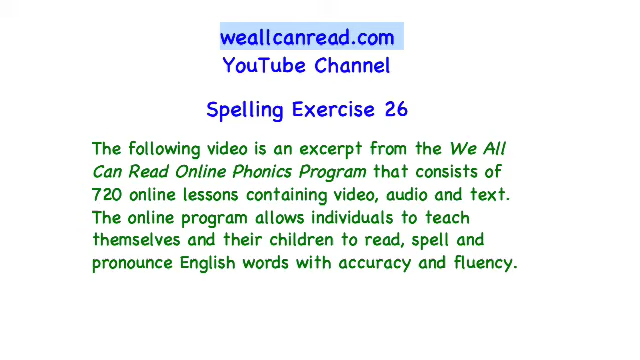 weallcanread.com
YouTube Channel
Spelling Exercise 26
The following video is an excerpt from the We All
Can Read Online Phonics Program that consists of
720 online lessons containing video, audio and text.
The online program allows individuals to teach
themselves and their children to read, spell and
pronounce English words with accuracy and fluency.